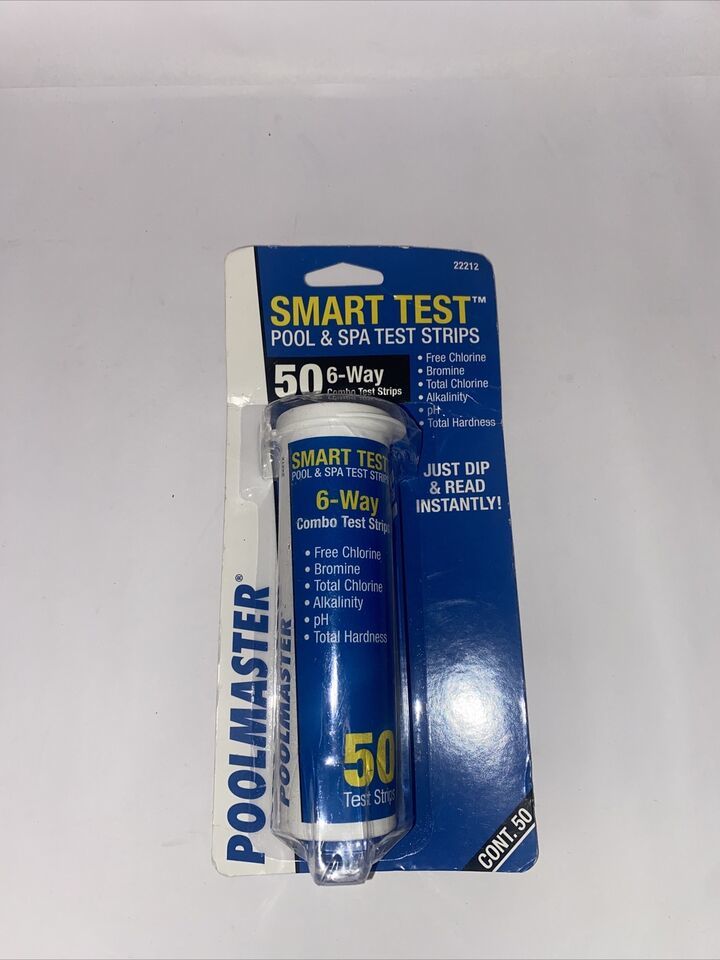 22212
SMART TEST™
POOL & SPA TEST STRIPS
50 6-Way
Combo Test Strips
• Free Chlorine
• Bromine
• Total Chlorine
• Alkalinity
• pH
• Total Hardness
JUST DIP
& READ
INSTANTLY!
SMART TEST
POOL & SPA TEST STRIPS
6-Way
Combo Test Strips
• Free Chlorine
• Bromine
• Total Chlorine
• Alkalinity
• pH
• Total Hardness
50
Test Strips
POOLMASTER
POOLMASTER®
CONT. 50